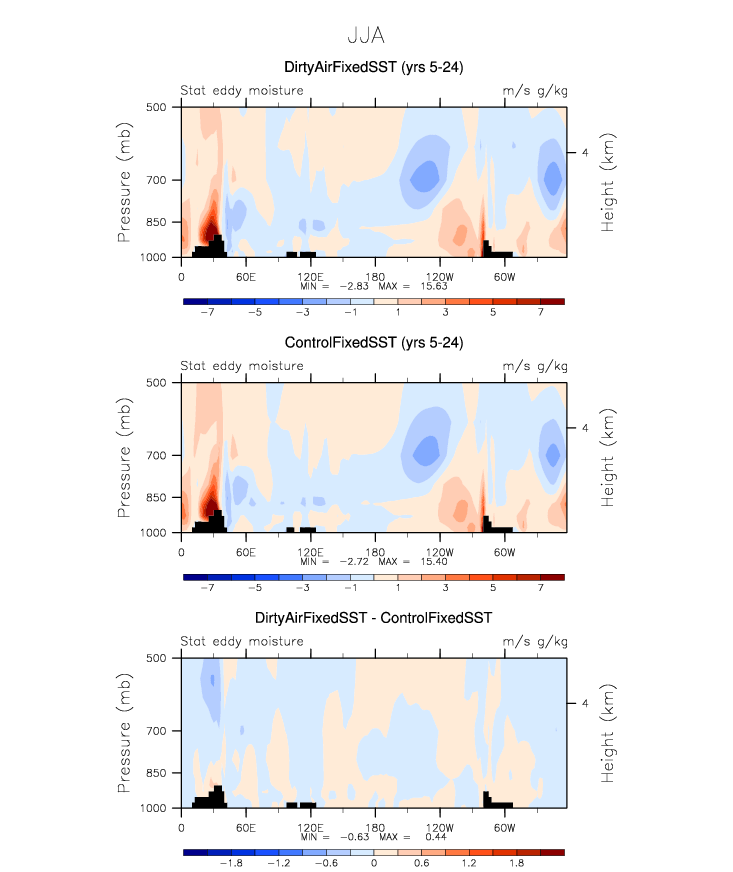 JJA
DirtyAirFixedSST (yrs 5-24)
Stat eddy moisture m/s g/kg
500
700
850
1000
Pressure (mb)
4
Height (km)
0 60E 120E 180 120W 60W
MIN = -2.83 MAX = 15.63
-7 -5 -3 -1 1 3 5 7
ControlFixedSST (yrs 5-24)
Stat eddy moisture m/s g/kg
500
700
850
1000
Pressure (mb)
4
Height (km)
0 60E 120E 180 120W 60W
MIN = -2.72 MAX = 15.40
-7 -5 -3 -1 1 3 5 7
DirtyAirFixedSST - ControlFixedSST
Stat eddy moisture m/s g/kg
500
700
850
1000
Pressure (mb)
4
Height (km)
0 60E 120E 180 120W 60W
MIN = -0.63 MAX = 0.44
-1.8 -1.2 -0.6 0 0.6 1.2 1.8